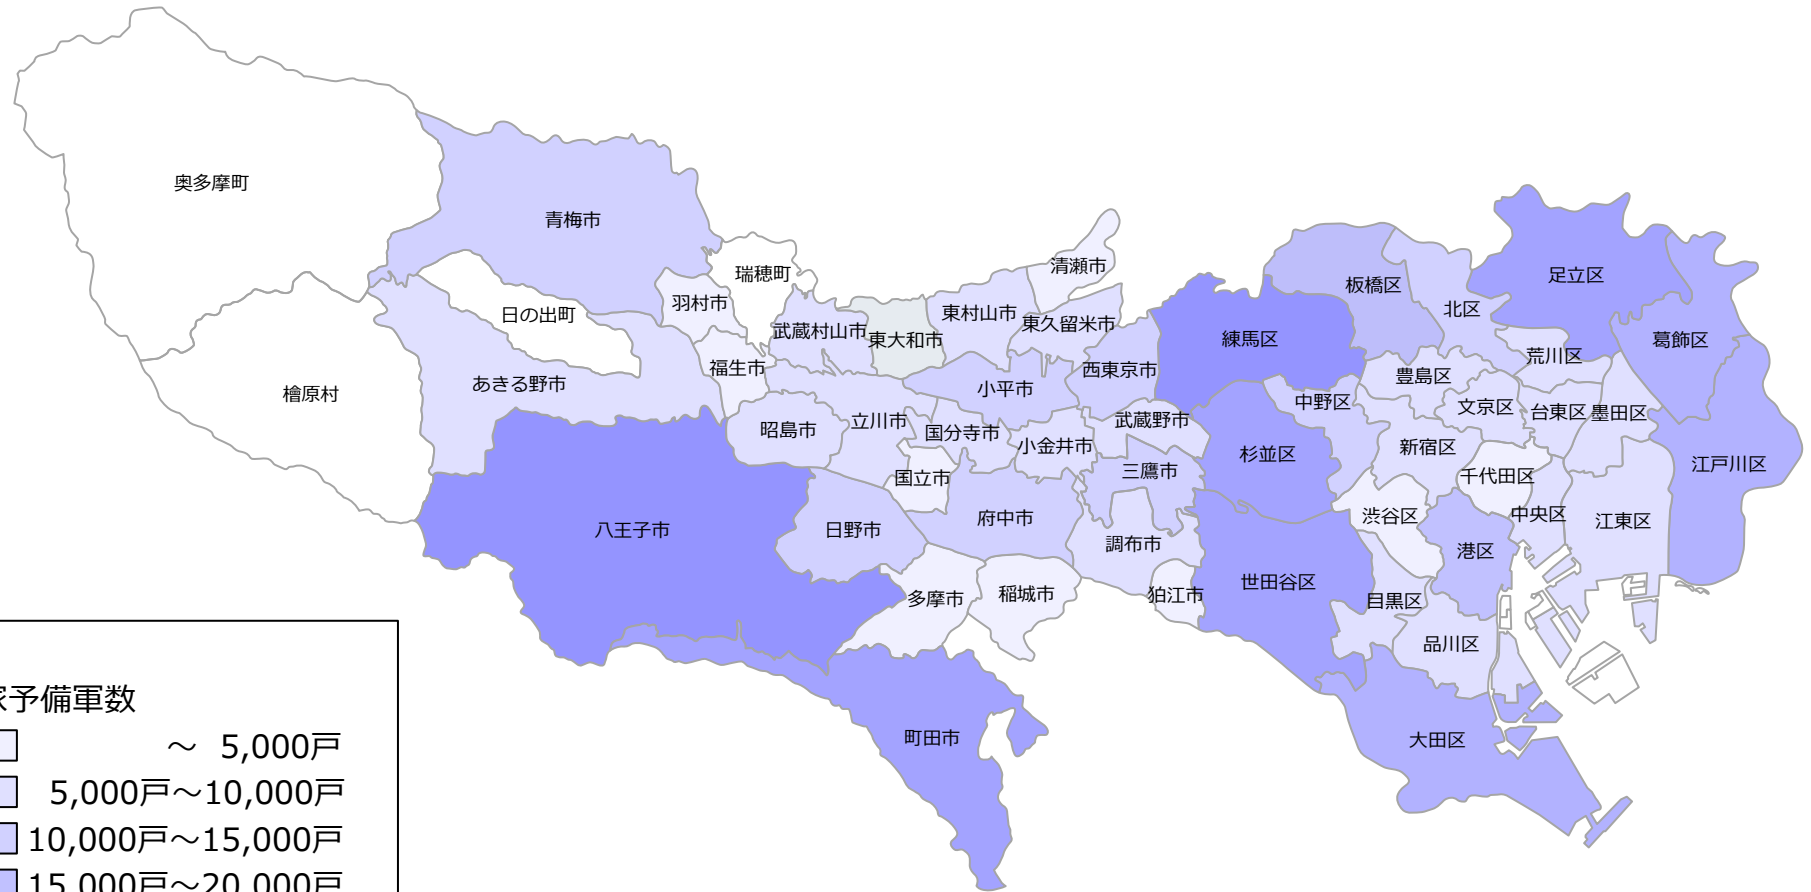 奥多摩町
青梅市
瑞穂町
清瀬市
足立区
板橋区
北区
羽村市
日の出町
東村山市
東久留米市
武蔵村山市
東大和市
練馬区
葛飾区
荒川区
福生市
西東京市
豊島区
あきる野市
檜原村
小平市
中野区
文京区
台東区
墨田区
立川市
武蔵野市
昭島市
国分寺市
小金井市
新宿区
杉並区
江戸川区
三鷹市
国立市
千代田区
渋谷区
中央区
江東区
府中市
八王子市
日野市
調布市
港区
世田谷区
多摩市
稲城市
狛江市
目黒区
品川区
町田市
大田区
家予備軍数
～ 5,000戸
5,000戸～10,000戸
10,000戸～15,000戸
15,000戸～20,000戸